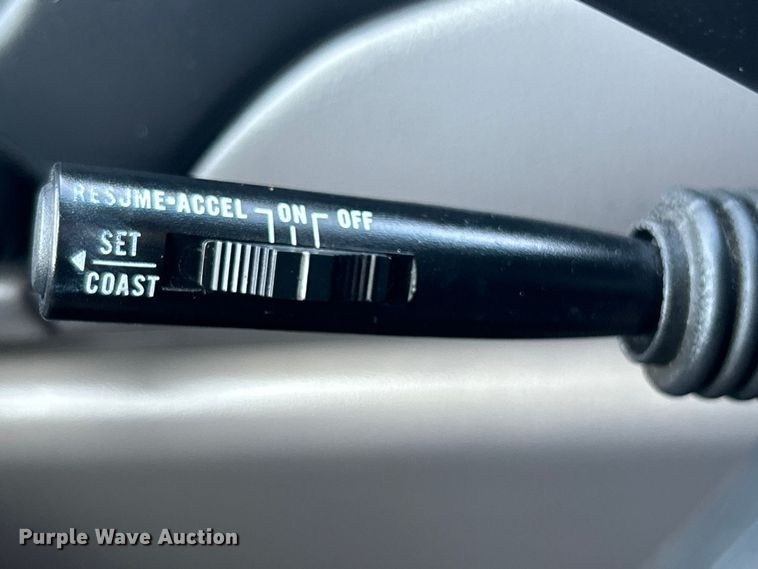 RESUME•ACCEL ON OFF
SET
COAST
Purple Wave Auction